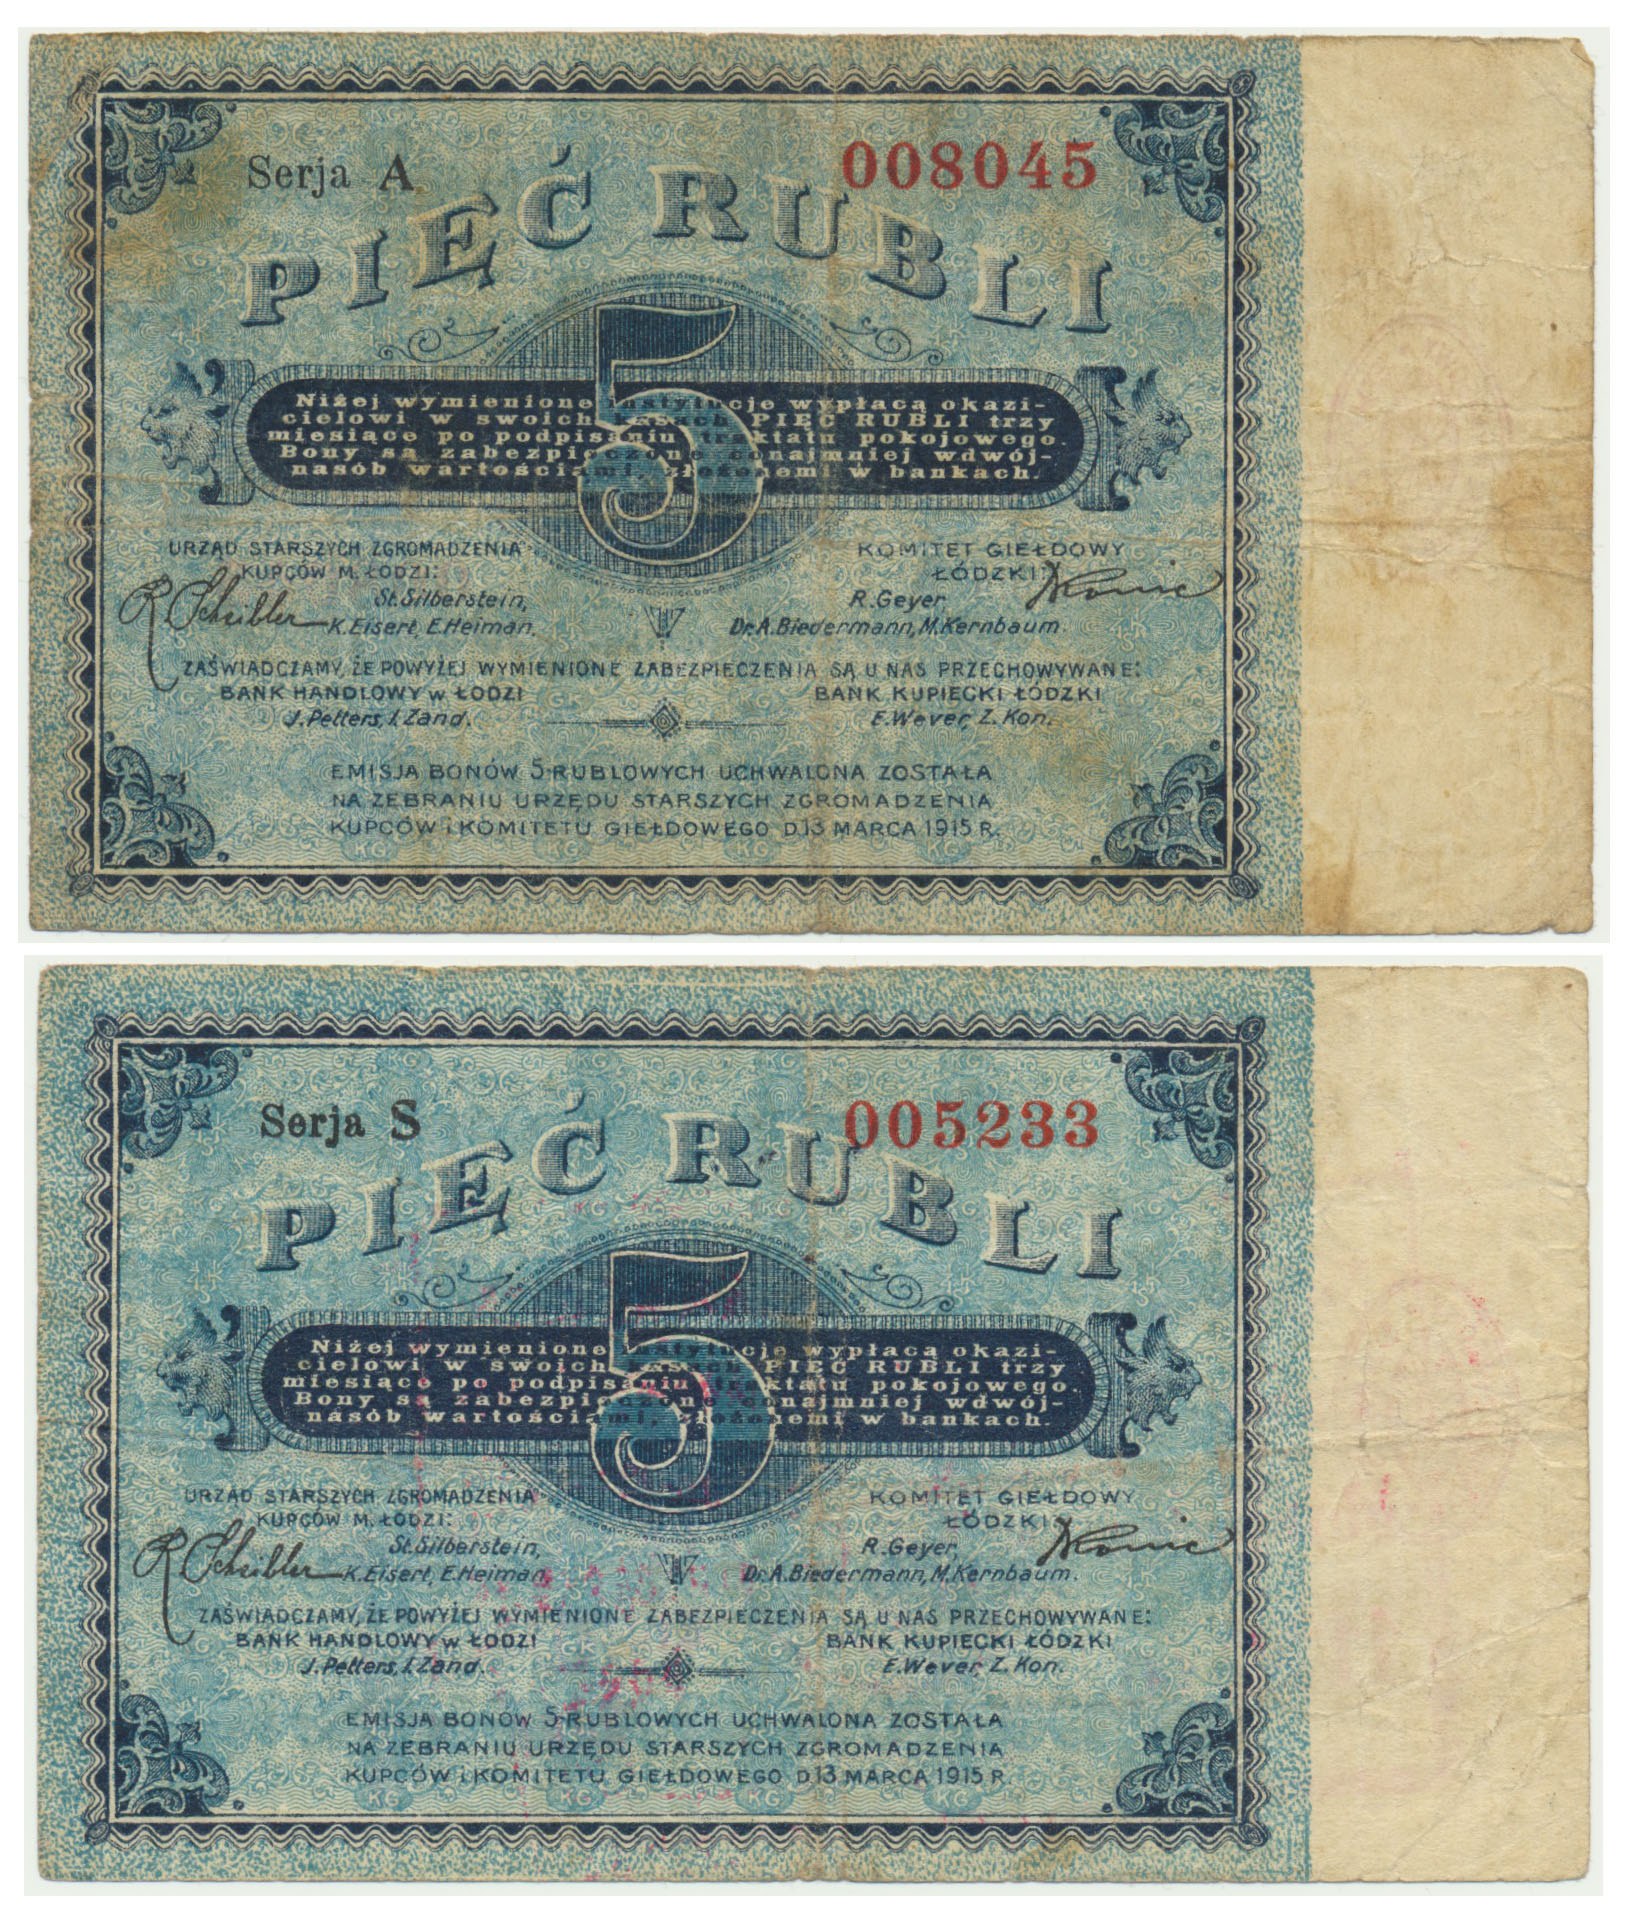 Serja A 008045
PIĘĆ RUBLI
5
Niżej wymienione instytucje wypłacą okazi-
cielowi w swoich kasach PIĘĆ RUBLI trzy
miesiące po podpisaniu traktatu pokojowego.
Bony są zabezpieczone conajmniej wdwój-
nasób wartościami, złożonemi w bankach.
URZĄD STARSZYCH ZGROMADZENIA KOMITET GIEŁDOWY
KUPCÓW M. ŁODZI: ŁÓDZKI:
R Scheibler St. Silberstein, R. Geyer
K. Eisert, E. Heiman, Dr. A. Biedermann, M. Kernbaum.
ZAŚWIADCZAMY, ŻE POWYŻEJ WYMIENIONE ZABEZPIECZENIA SĄ U NAS PRZECHOWYWANE:
BANK HANDLOWY w ŁODZI BANK KUPIECKI ŁÓDZKI
J. Petters, I. Zand. E. Wever, Z. Kon.
EMISJA BONÓW 5-RUBLOWYCH UCHWALONA ZOSTAŁA
NA ZEBRANIU URZĘDU STARSZYCH ZGROMADZENIA
KUPCÓW i KOMITETU GIEŁDOWEGO D 13 MARCA 1915 R.
Serja S 005233
PIĘĆ RUBLI
5
Niżej wymienione instytucje wypłacą okazi-
cielowi w swoich kasach PIĘĆ RUBLI trzy
miesiące po podpisaniu traktatu pokojowego.
Bony są zabezpieczone conajmniej wdwój-
nasób wartościami, złożonemi w bankach.
URZĄD STARSZYCH ZGROMADZENIA KOMITET GIEŁDOWY
KUPCÓW M. ŁODZI: ŁÓDZKI:
R Scheibler St. Silberstein, R. Geyer,
K. Eisert, E. Heiman, Dr. A. Biedermann, M. Kernbaum.
ZAŚWIADCZAMY, ŻE POWYŻEJ WYMIENIONE ZABEZPIECZENIA SĄ U NAS PRZECHOWYWANE:
BANK HANDLOWY w ŁODZI BANK KUPIECKI ŁÓDZKI
J. Petters, I. Zand. E. Wever, Z. Kon.
EMISJA BONÓW 5-RUBLOWYCH UCHWALONA ZOSTAŁA
NA ZEBRANIU URZĘDU STARSZYCH ZGROMADZENIA
KUPCÓW i KOMITETU GIEŁDOWEGO D 13 MARCA 1915 R.